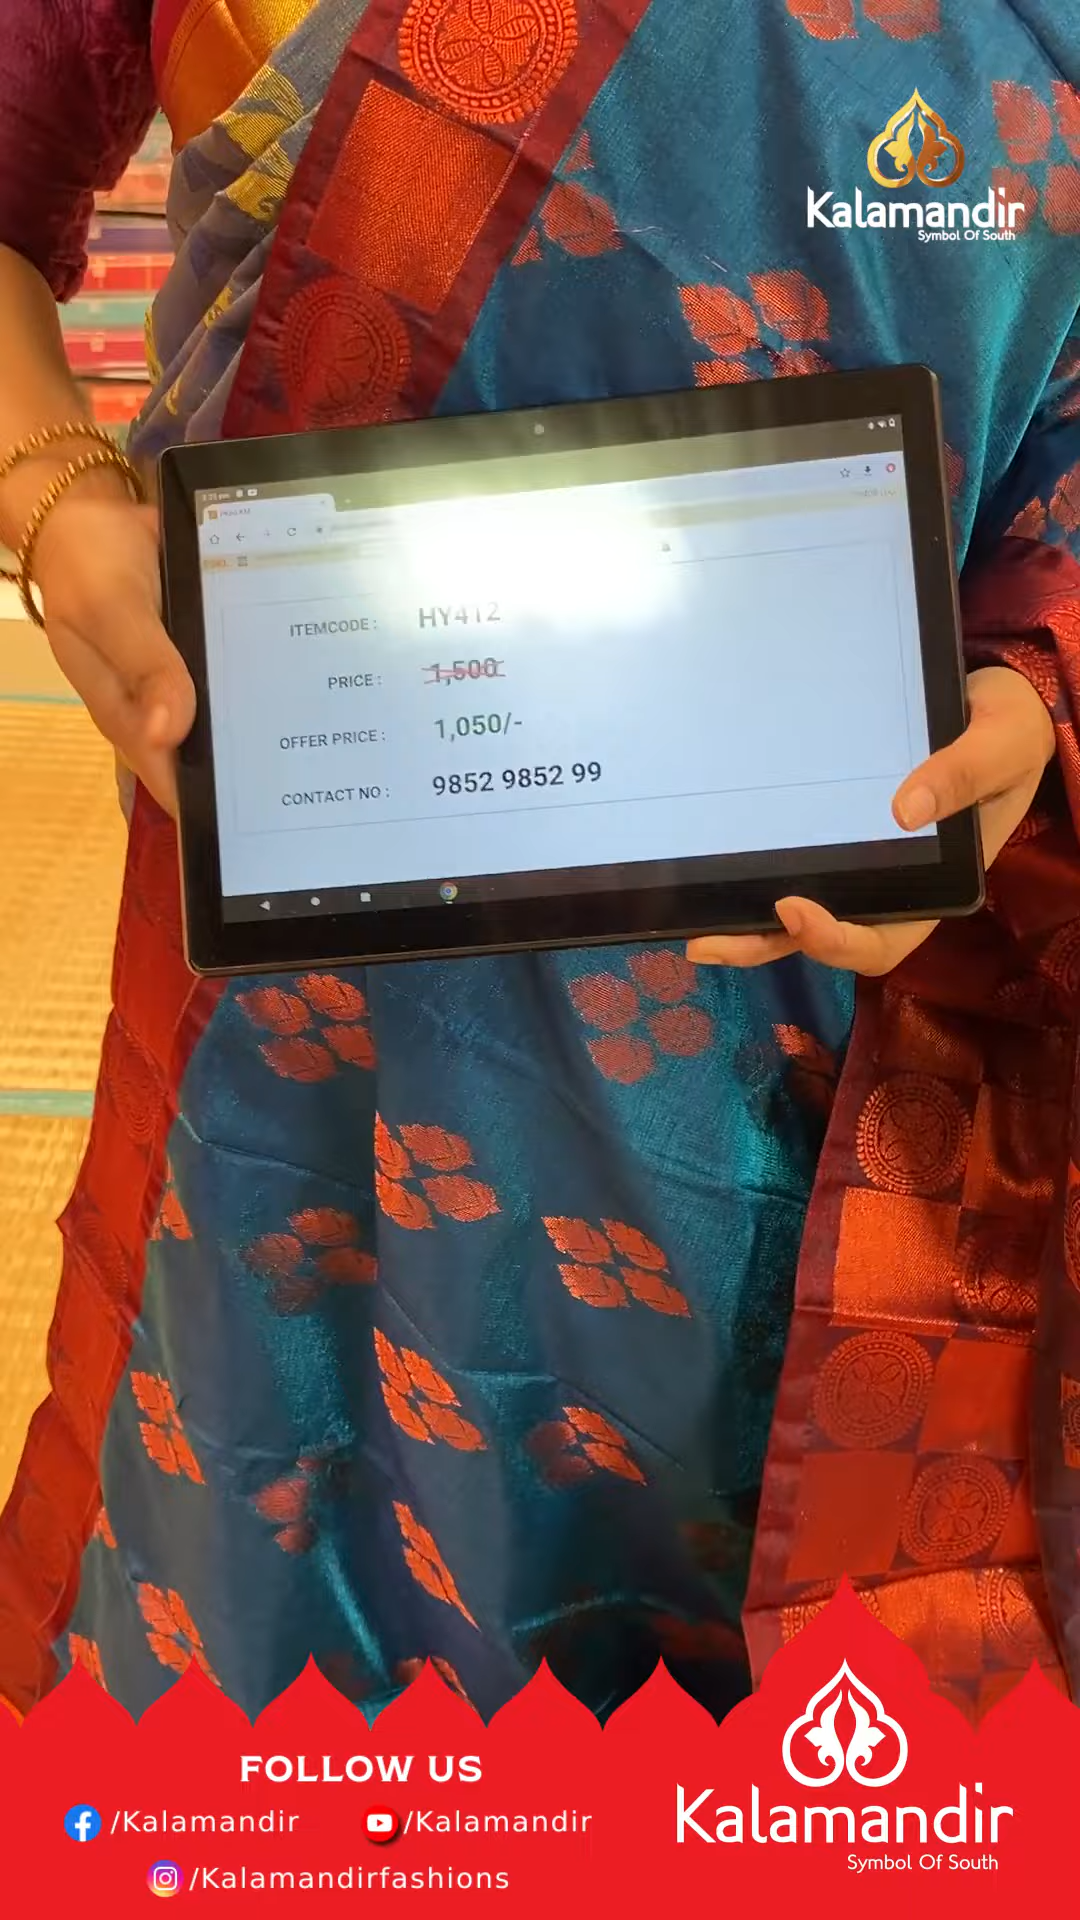 Kalamandir
Symbol Of South
ITEMCODE : HY412
PRICE : 1,500
OFFER PRICE : 1,050/-
CONTACT NO : 9852 9852 99
FOLLOW US
/Kalamandir /Kalamandir
/Kalamandirfashions
Kalamandir
Symbol Of South